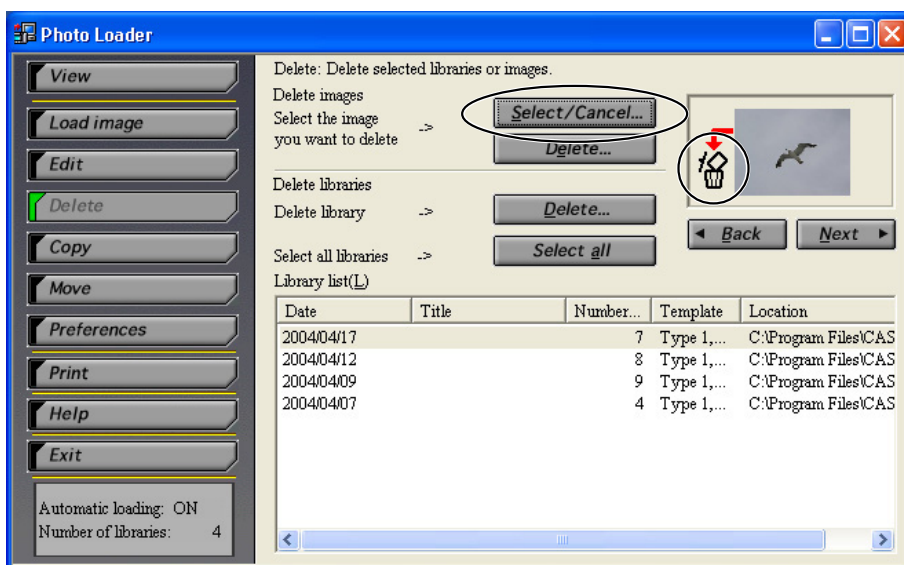 Photo Loader
View
Load image
Edit
Delete
Copy
Move
Preferences
Print
Help
Exit
Automatic loading: ON
Number of libraries: 4
Delete: Delete selected libraries or images.
Delete images
Select the image
you want to delete
->
Select/Cancel...
Delete...
Delete libraries
Delete library -> Delete...
Select all libraries -> Select all
◄ Back Next ►
Library list(L)
Date Title Number... Template Location
2004/04/17 7 Type 1,... C:\Program Files\CAS
2004/04/12 8 Type 1,... C:\Program Files\CAS
2004/04/09 9 Type 1,... C:\Program Files\CAS
2004/04/07 4 Type 1,... C:\Program Files\CAS